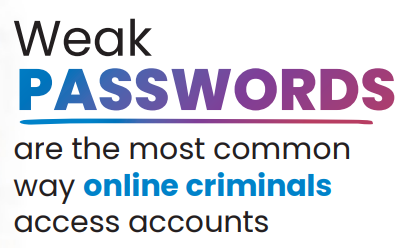 Weak
PASSWORDS
are the most common
way online criminals
access accounts